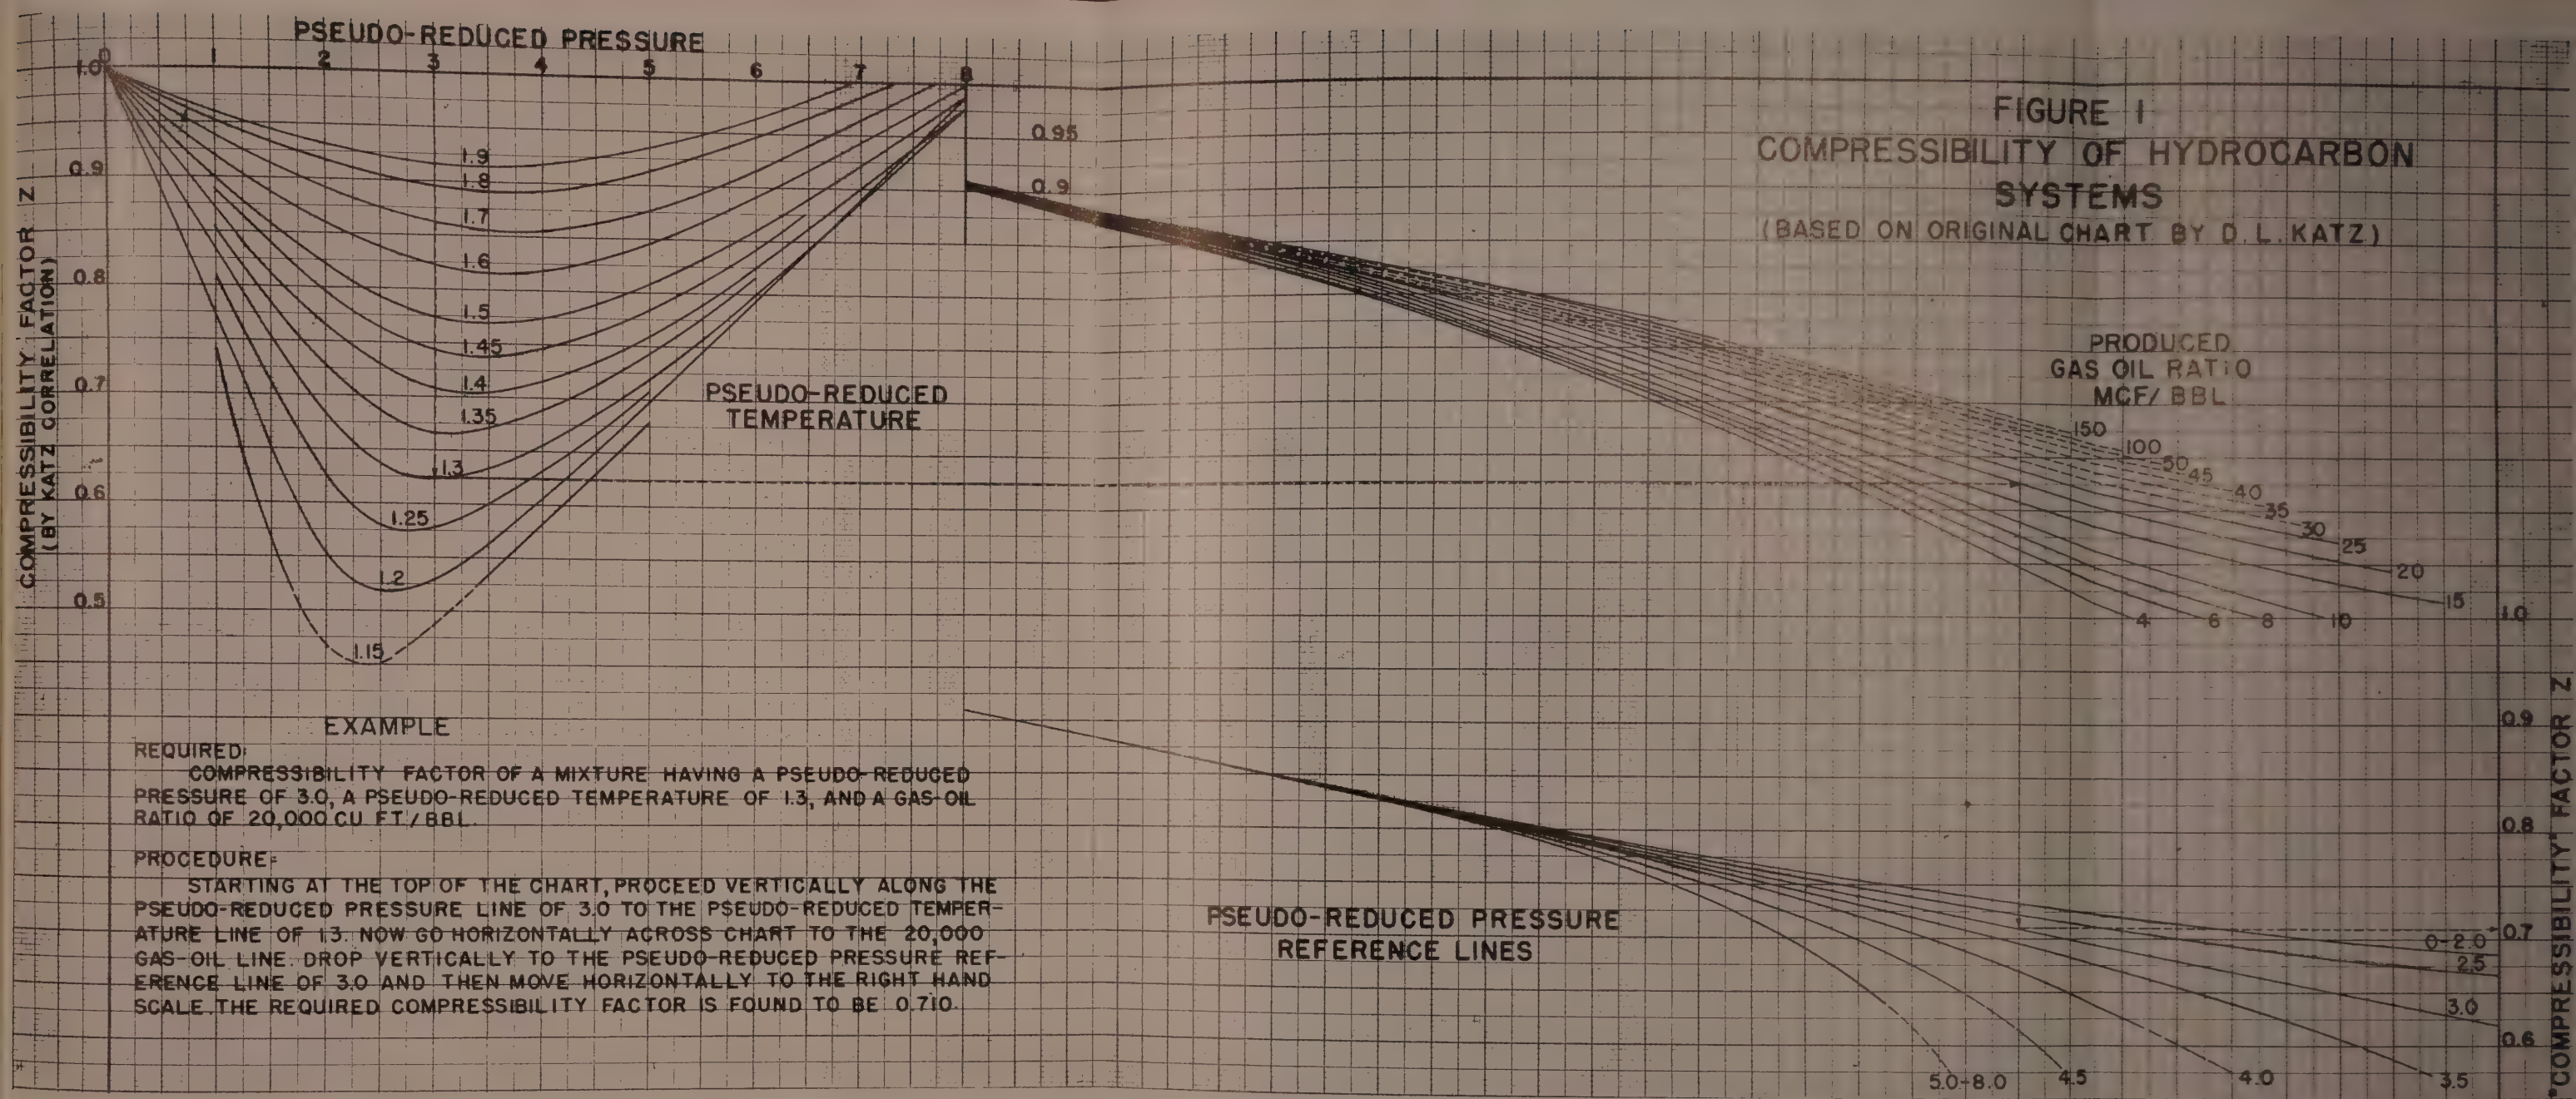 PSEUDO-REDUCED PRESSURE
0 1 2 3 4 5 6 7 8
1.0
0.9
0.8
0.7
0.6
0.5
COMPRESSIBILITY FACTOR Z
(BY KATZ CORRELATION)
1.9
1.8
1.7
1.6
1.5
1.45
1.4
1.35
1.3
1.25
1.2
1.15
PSEUDO-REDUCED
TEMPERATURE
0.95
0.9
FIGURE 1
COMPRESSIBILITY OF HYDROCARBON
SYSTEMS
(BASED ON ORIGINAL CHART BY D. L. KATZ)
PRODUCED
GAS OIL RATIO
MCF/ BBL
150
100
50
45
40
35
30
25
20
15
4 6 8 10
1.0
0.9
0.8
0.7
0.6
"COMPRESSIBILITY" FACTOR Z
EXAMPLE
REQUIRED:
COMPRESSIBILITY FACTOR OF A MIXTURE HAVING A PSEUDO-REDUCED
PRESSURE OF 3.0, A PSEUDO-REDUCED TEMPERATURE OF 1.3, AND A GAS-OIL
RATIO OF 20,000 CU FT./BBL.
PROCEDURE:
STARTING AT THE TOP OF THE CHART, PROCEED VERTICALLY ALONG THE
PSEUDO-REDUCED PRESSURE LINE OF 3.0 TO THE PSEUDO-REDUCED TEMPER-
ATURE LINE OF 1.3. NOW GO HORIZONTALLY ACROSS CHART TO THE 20,000
GAS-OIL LINE. DROP VERTICALLY TO THE PSEUDO-REDUCED PRESSURE REF-
ERENCE LINE OF 3.0 AND THEN MOVE HORIZONTALLY TO THE RIGHT HAND
SCALE. THE REQUIRED COMPRESSIBILITY FACTOR IS FOUND TO BE 0.710.
PSEUDO-REDUCED PRESSURE
REFERENCE LINES
0-2.0
2.5
3.0
5.0-8.0 4.5 4.0 3.5